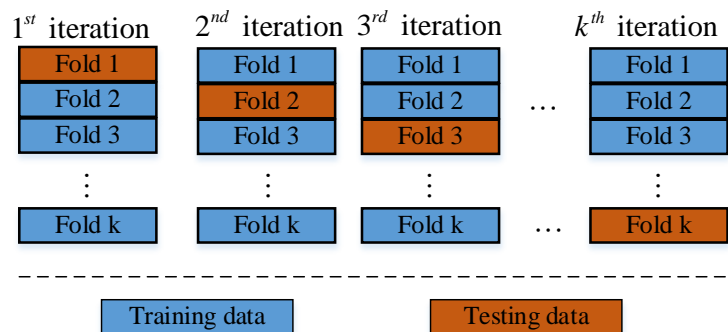 1st iteration 2nd iteration 3rd iteration kth iteration
Fold 1 Fold 1 Fold 1 Fold 1
Fold 2 Fold 2 Fold 2 … Fold 2
Fold 3 Fold 3 Fold 3 Fold 3
⋮ ⋮ ⋮ ⋮
Fold k Fold k Fold k … Fold k
Training data Testing data